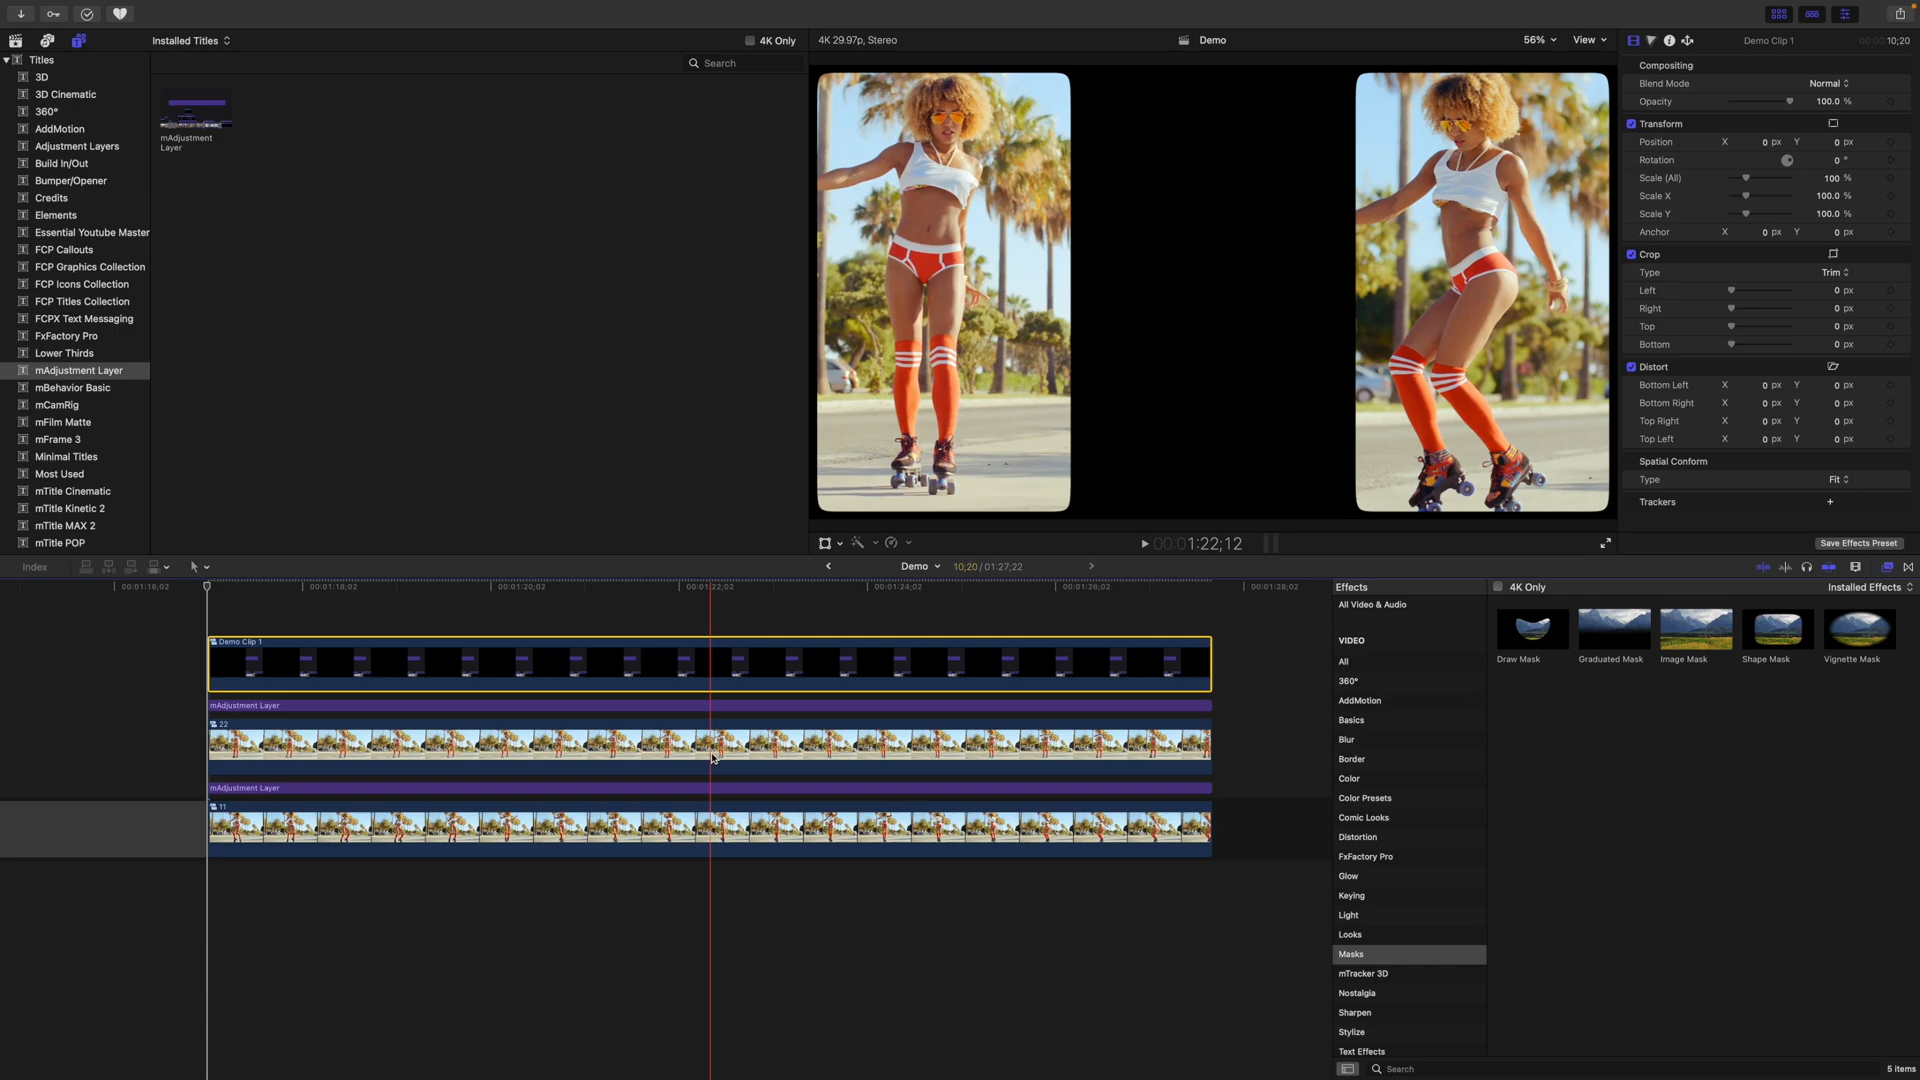 Installed Titles
4K Only
4K 29.97p, Stereo
Demo
56%
View
Demo Clip 1
00:00:10;20
Titles
3D
3D Cinematic
360°
AddMotion
Adjustment Layers
Build In/Out
Bumper/Opener
Credits
Elements
Essential Youtube Master
FCP Callouts
FCP Graphics Collection
FCP Icons Collection
FCP Titles Collection
FCPX Text Messaging
FxFactory Pro
Lower Thirds
mAdjustment Layer
mBehavior Basic
mCamRig
mFilm Matte
mFrame 3
Minimal Titles
Most Used
mTitle Cinematic
mTitle Kinetic 2
mTitle MAX 2
mTitle POP
Search
mAdjustment
Layer
Compositing
Blend Mode Normal
Opacity 100.0 %
Transform
Position X 0 px Y 0 px
Rotation 0 °
Scale (All) 100 %
Scale X 100.0 %
Scale Y 100.0 %
Anchor X 0 px Y 0 px
Crop
Type Trim
Left 0 px
Right 0 px
Top 0 px
Bottom 0 px
Distort
Bottom Left X 0 px Y 0 px
Bottom Right X 0 px Y 0 px
Top Right X 0 px Y 0 px
Top Left X 0 px Y 0 px
Spatial Conform
Type Fit
Trackers +
Save Effects Preset
00:01:22;12
Index
Demo
10;20 / 01:27;22
00:01:16;02
00:01:18;02
00:01:20;02
00:01:22;02
00:01:24;02
00:01:26;02
00:01:28;02
Demo Clip 1
mAdjustment Layer
22
mAdjustment Layer
11
Effects
All Video & Audio
VIDEO
All
360°
AddMotion
Basics
Blur
Border
Color
Color Presets
Comic Looks
Distortion
FxFactory Pro
Glow
Keying
Light
Looks
Masks
mTracker 3D
Nostalgia
Sharpen
Stylize
Text Effects
4K Only
Installed Effects
Draw Mask
Graduated Mask
Image Mask
Shape Mask
Vignette Mask
Search
5 items